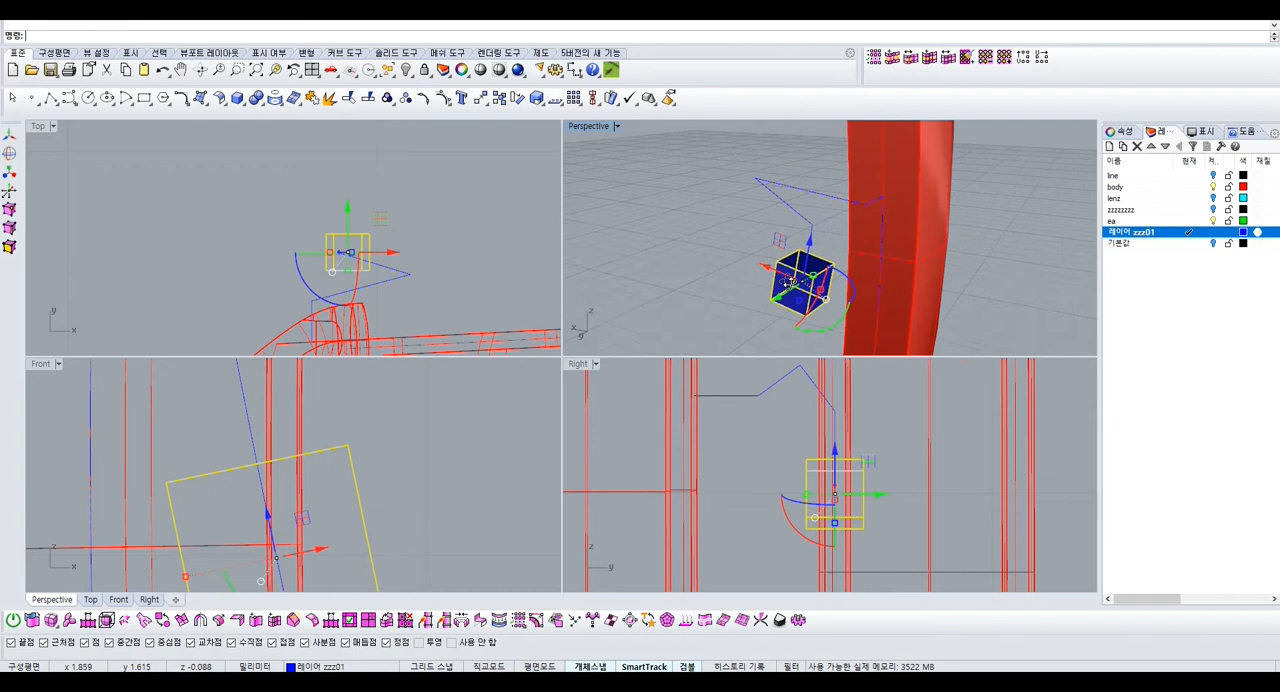 명령:
표준 구성평면 뷰 설정 표시 선택 뷰포트 레이아웃 표시 여부 변형 커브 도구 솔리드 도구 메쉬 도구 렌더링 도구 제도 5버전의 새 기능
Top
Perspective
속성 레... 표시 도움...
이름 현재 켜.. 색 재질
line
body
lenz
zzzzzzzz
ea
레이어 zzz01
기본값
y
x
z
x
y
Front
Right
z
x
z
y
Perspective Top Front Right
끝점 근처점 점 중간점 중심점 교차점 수직점 접점 사분점 매듭점 정점 투영 사용 안 함
구성평면 x 1.859 y 1.615 z -0.088 밀리미터 레이어 zzz01 그리드 스냅 직교모드 평면모드 개체스냅 SmartTrack 검볼 히스토리 기록 필터 사용 가능한 실제 메모리: 3522 MB